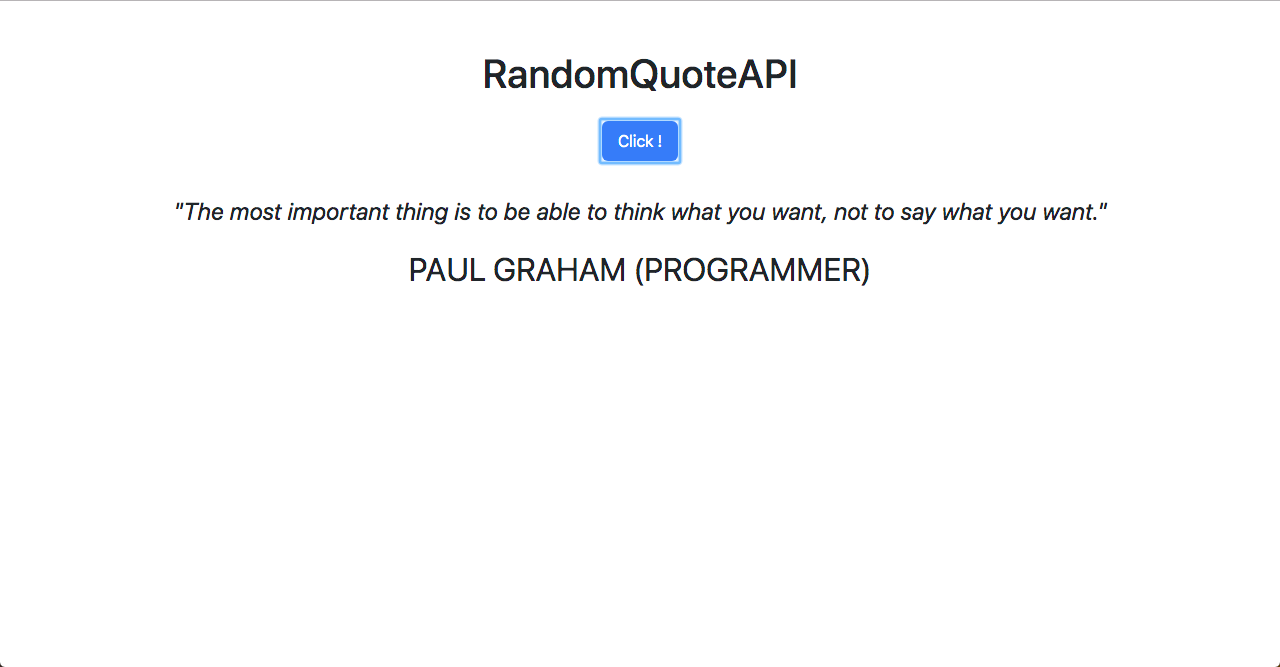 RandomQuoteAPI
Click !
"The most important thing is to be able to think what you want, not to say what you want."
PAUL GRAHAM (PROGRAMMER)